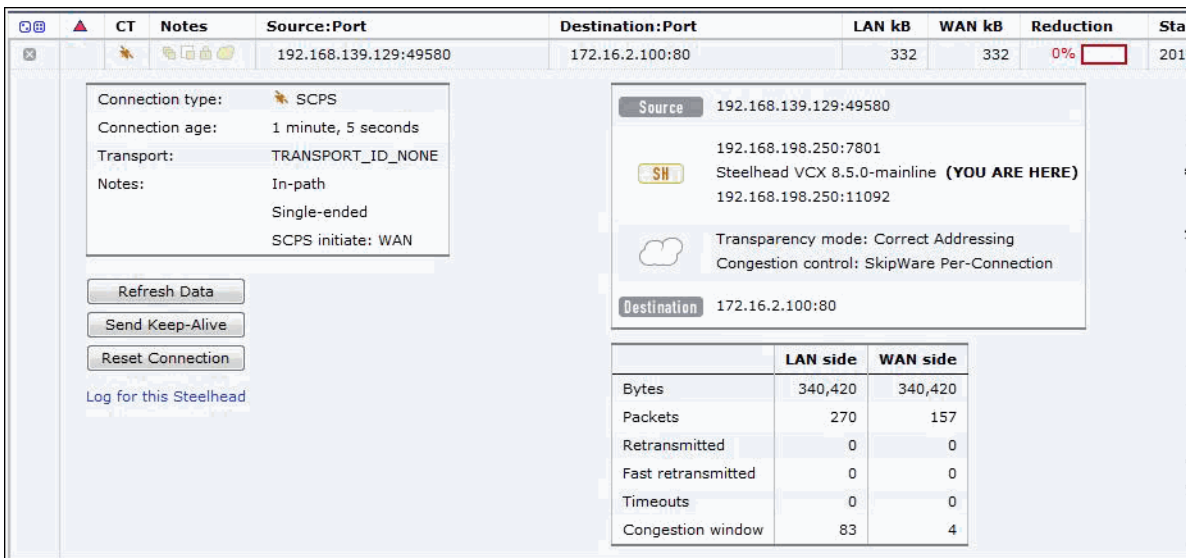 CT Notes Source:Port Destination:Port LAN kB WAN kB Reduction Sta
192.168.139.129:49580 172.16.2.100:80 332 332 0% 201
Connection type: SCPS
Connection age: 1 minute, 5 seconds
Transport: TRANSPORT_ID_NONE
Notes: In-path
Single-ended
SCPS initiate: WAN
Refresh Data
Send Keep-Alive
Reset Connection
Log for this Steelhead
Source 192.168.139.129:49580
192.168.198.250:7801
SH Steelhead VCX 8.5.0-mainline (YOU ARE HERE)
192.168.198.250:11092
Transparency mode: Correct Addressing
Congestion control: SkipWare Per-Connection
Destination 172.16.2.100:80
LAN side WAN side
Bytes 340,420 340,420
Packets 270 157
Retransmitted 0 0
Fast retransmitted 0 0
Timeouts 0 0
Congestion window 83 4